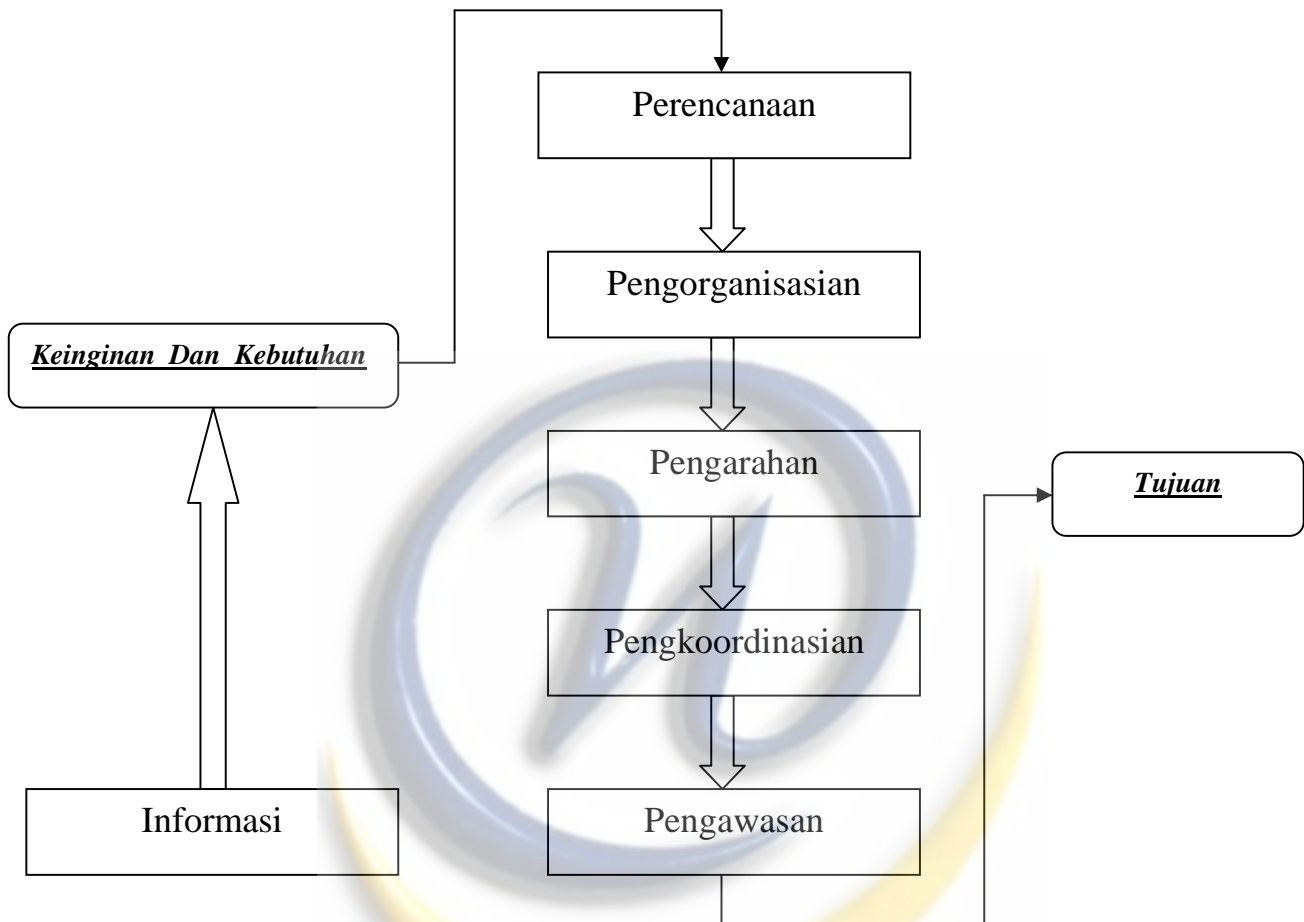 Perencanaan
Pengorganisasian
Keinginan Dan Kebutuhan
Pengarahan
Tujuan
Pengkoordinasian
Informasi
Pengawasan